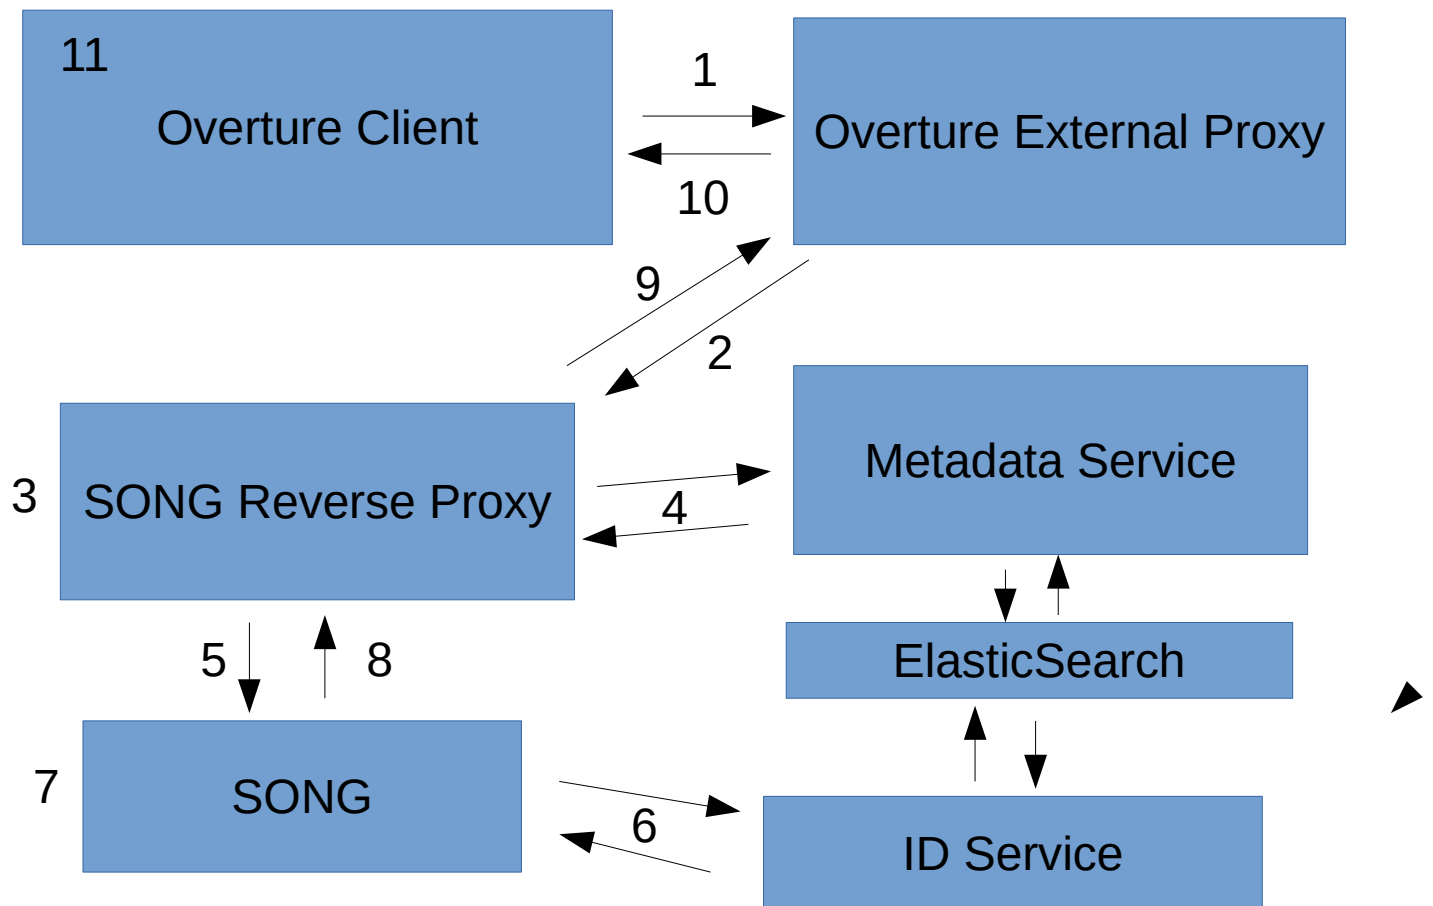 11
Overture Client
1
10
Overture External Proxy
9
2
3
SONG Reverse Proxy
4
Metadata Service
5
8
ElasticSearch
7
SONG
6
ID Service